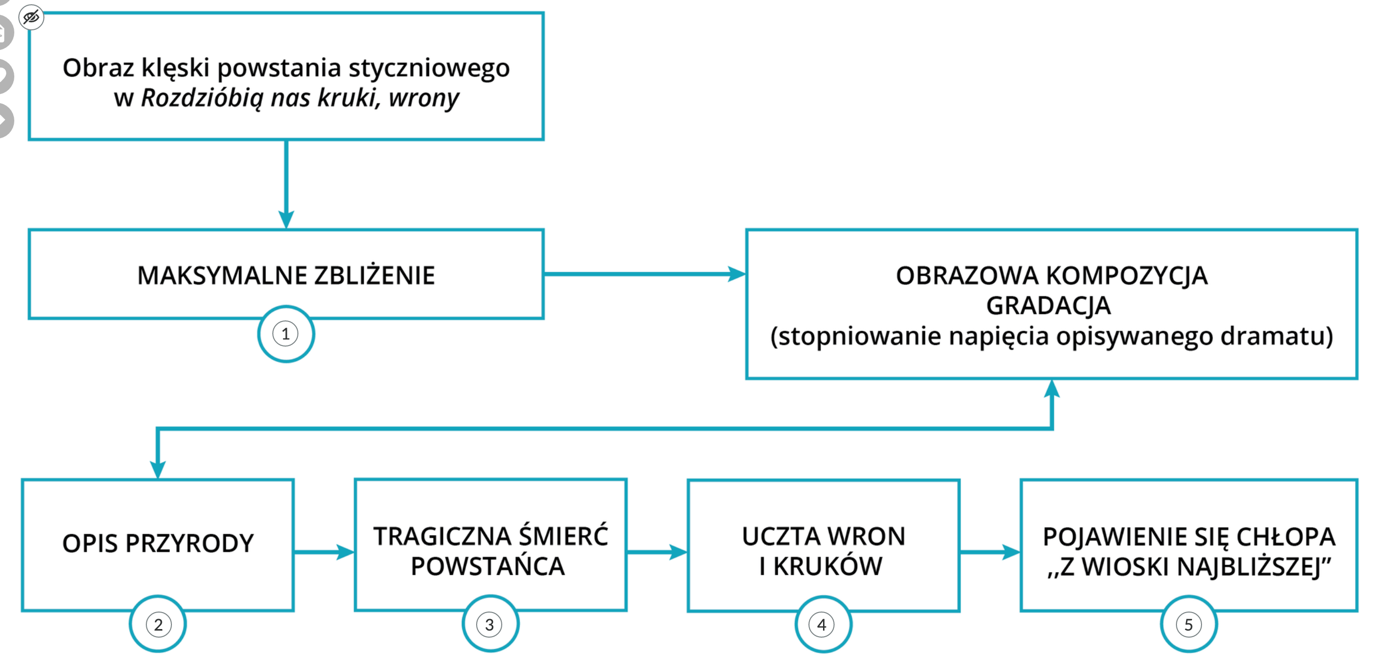 Obraz klęski powstania styczniowego
w Rozdzióbią nas kruki, wrony
MAKSYMALNE ZBLIŻENIE
1
OBRAZOWA KOMPOZYCJA
GRADACJA
(stopniowanie napięcia opisywanego dramatu)
OPIS PRZYRODY
2
TRAGICZNA ŚMIERĆ
POWSTAŃCA
3
UCZTA WRON
I KRUKÓW
4
POJAWIENIE SIĘ CHŁOPA
,,Z WIOSKI NAJBLIŻSZEJ”
5